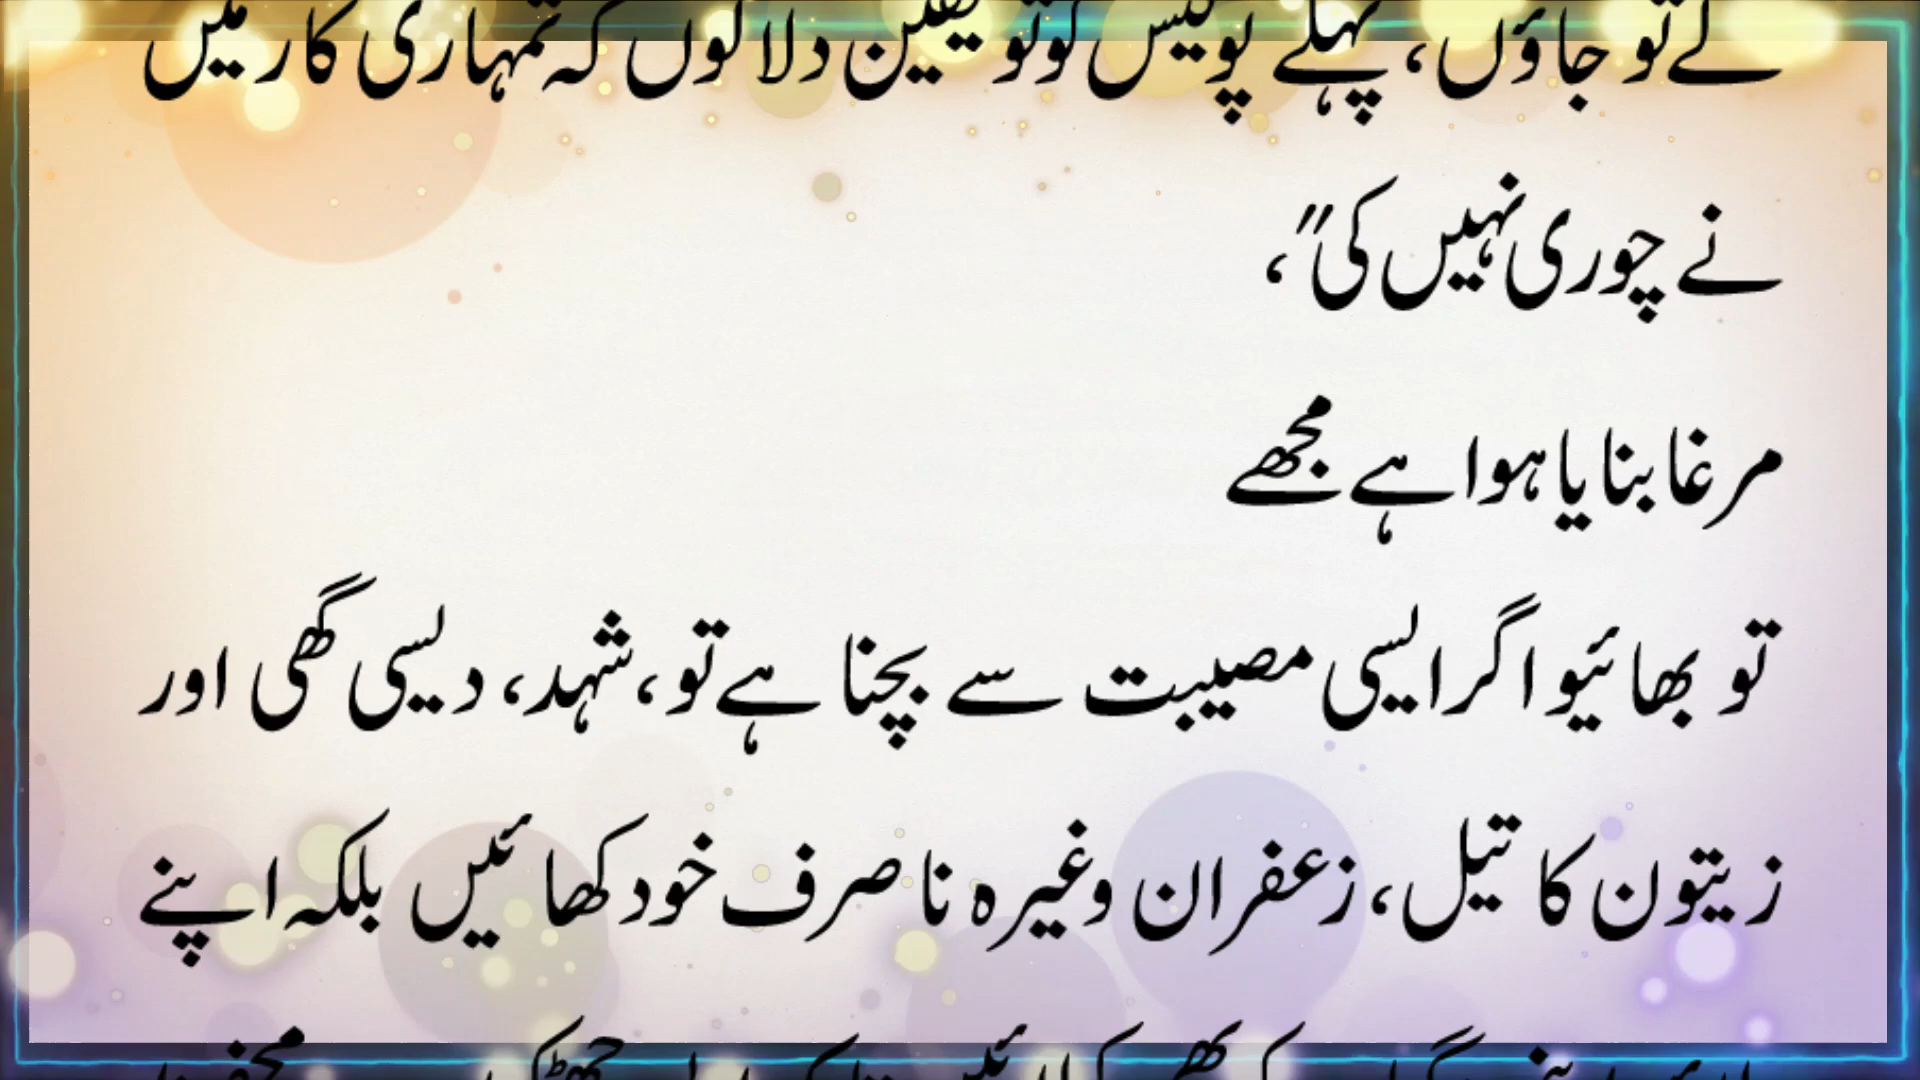 لے تو جاؤں، پہلے پولیس کو تو یقین دلا لوں کہ تمہاری کار میں
نے چوری نہیں کی”،
مرغا بنایا ہوا ہے مجھے
تو بھائیو اگر ایسی مصیبت سے بچنا ہے تو، شہد، دیسی گھی اور
زیتون کا تیل، زعفران وغیرہ نا صرف خود کھائیں بلکہ اپنے